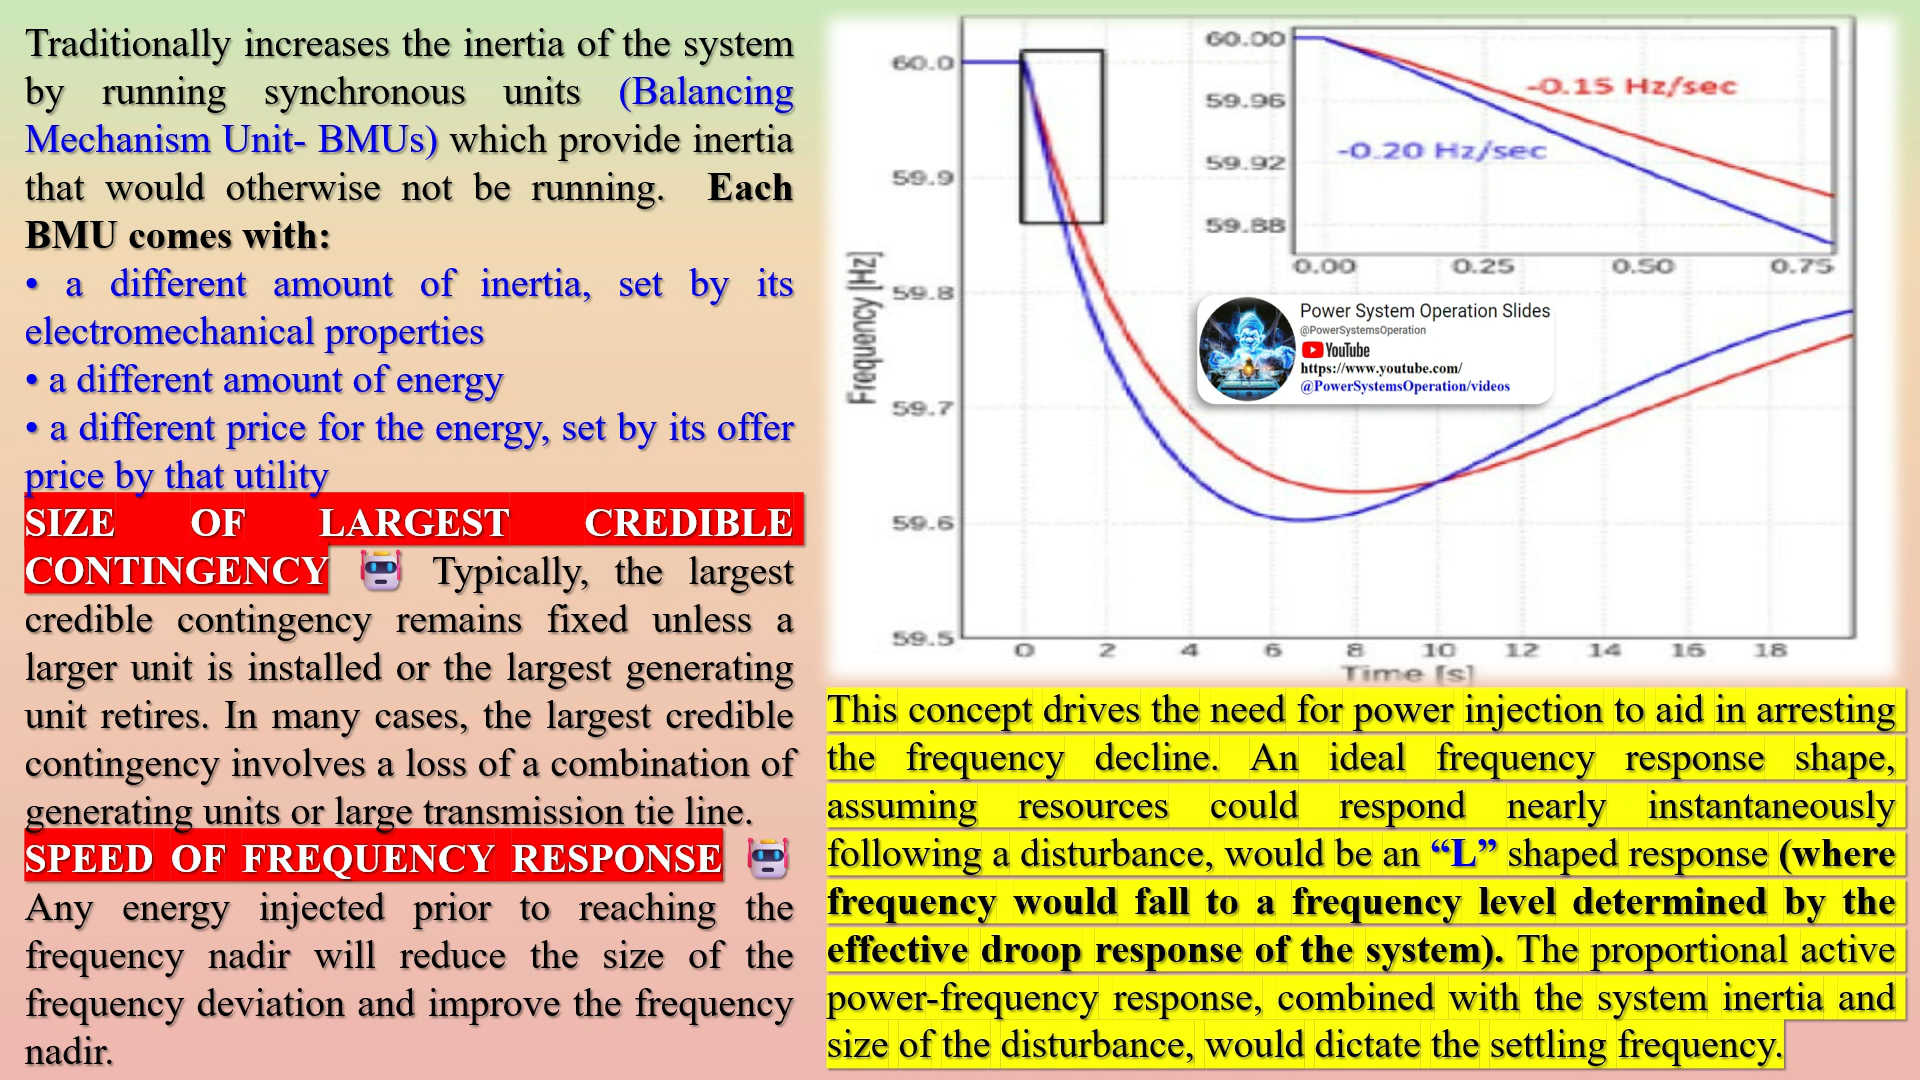 Traditionally increases the inertia of the system
by running synchronous units (Balancing
Mechanism Unit- BMUs) which provide inertia
that would otherwise not be running. Each
BMU comes with:
• a different amount of inertia, set by its
electromechanical properties
• a different amount of energy
• a different price for the energy, set by its offer
price by that utility
SIZE OF LARGEST CREDIBLE
CONTINGENCY 🤖 Typically, the largest
credible contingency remains fixed unless a
larger unit is installed or the largest generating
unit retires. In many cases, the largest credible
contingency involves a loss of a combination of
generating units or large transmission tie line.
SPEED OF FREQUENCY RESPONSE 🤖
Any energy injected prior to reaching the
frequency nadir will reduce the size of the
frequency deviation and improve the frequency
nadir.
Frequency [Hz]
60.0
59.9
59.8
59.7
59.6
59.5
0 2 4 6 8 10 12 14 16 18
Time [s]
60.00
59.96
59.92
59.88
0.00 0.25 0.50 0.75
-0.15 Hz/sec
-0.20 Hz/sec
Power System Operation Slides
@PowerSystemsOperation
YouTube
https://www.youtube.com/
@PowerSystemsOperation/videos
This concept drives the need for power injection to aid in arresting
the frequency decline. An ideal frequency response shape,
assuming resources could respond nearly instantaneously
following a disturbance, would be an “L” shaped response (where
frequency would fall to a frequency level determined by the
effective droop response of the system). The proportional active
power-frequency response, combined with the system inertia and
size of the disturbance, would dictate the settling frequency.